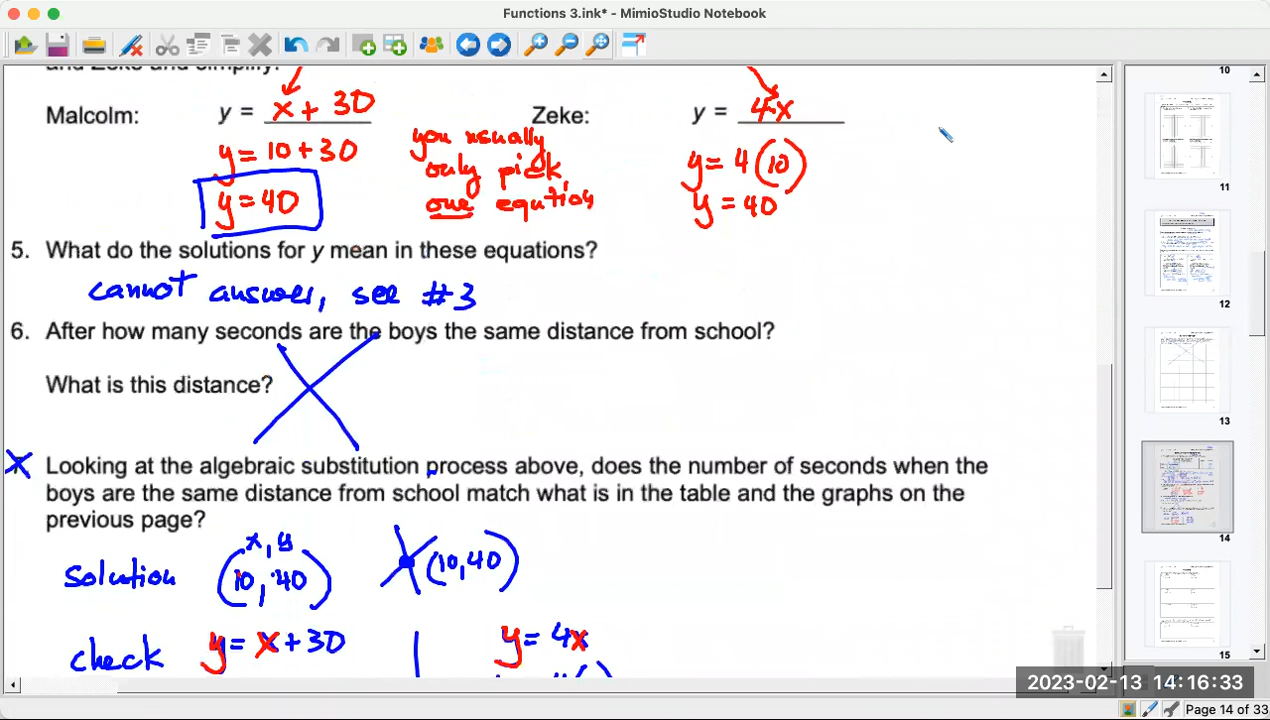 Functions 3.ink* - MimioStudio Notebook
and Zeke and simplify.
Malcolm: y = x + 30 Zeke: y = 4x
y = 10 + 30 you usually y = 4(10)
y = 40 only pick y = 40
one eqution
5. What do the solutions for y mean in these equations?
cannot answer, see #3
6. After how many seconds are the boys the same distance from school?
What is this distance?
Looking at the algebraic substitution process above, does the number of seconds when the
boys are the same distance from school match what is in the table and the graphs on the
previous page?
x, y
solution (10, 40) (10, 40)
check y = x + 30 y = 4x
10
11
12
13
14
15
2023-02-13 14:16:33
Page 14 of 33